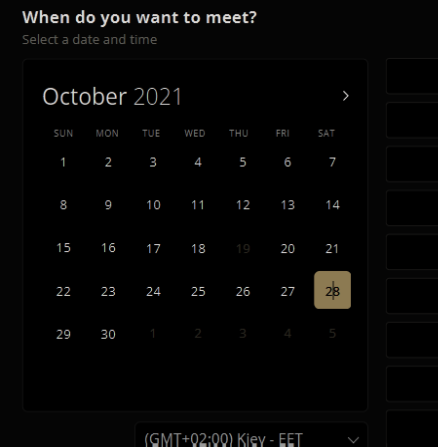 When do you want to meet?
Select a date and time
October 2021
SUN MON TUE WED THU FRI SAT
1 2 3 4 5 6 7
8 9 10 11 12 13 14
15 16 17 18 19 20 21
22 23 24 25 26 27 28
29 30 1 2 3 4 5
(GMT+02:00) Kiev - EET